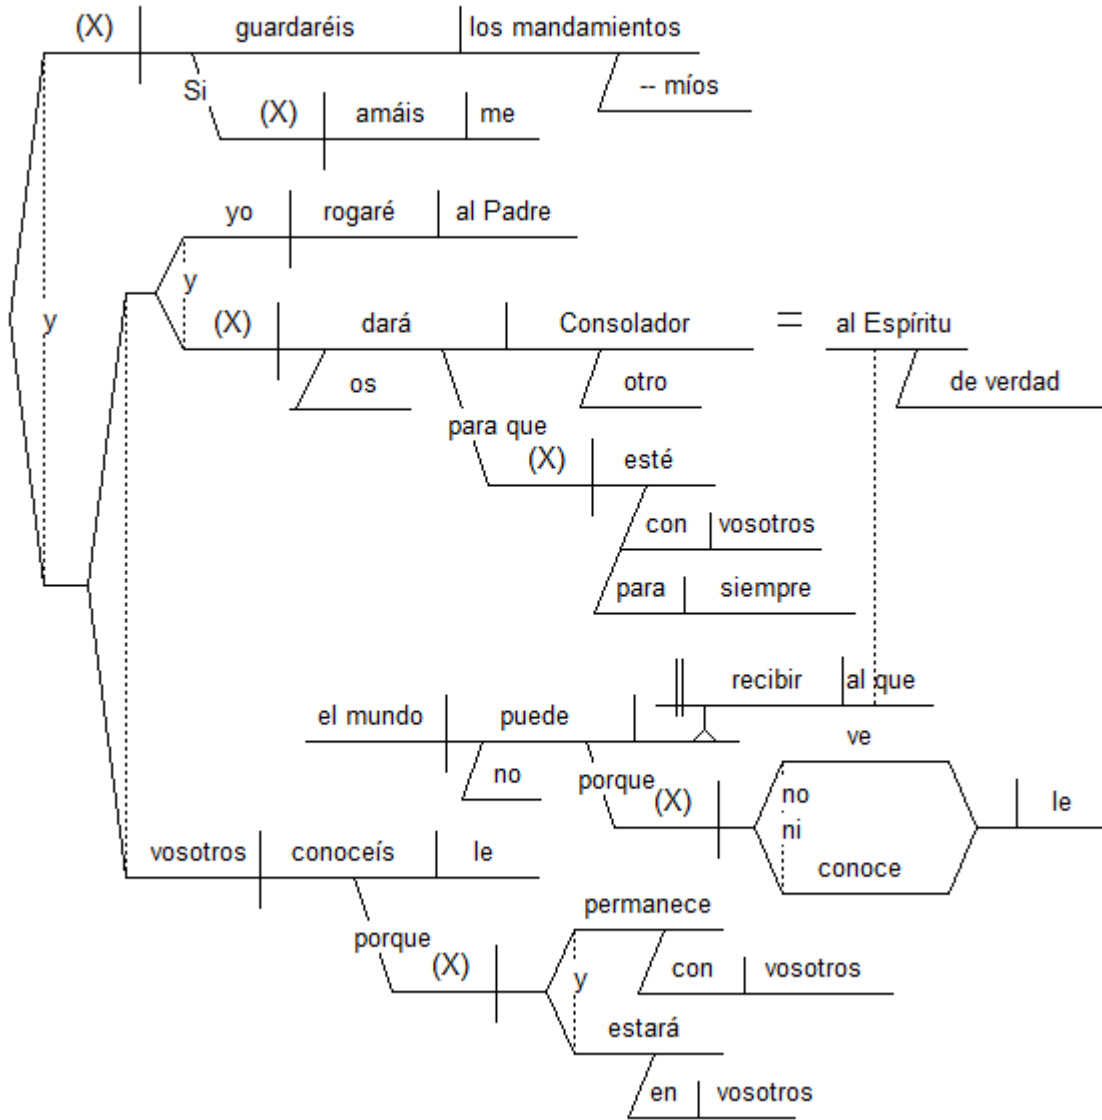 (X) guardaréis los mandamientos
-- míos
Si
(X) amáis me
yo rogaré al Padre
y
y
(X) dará Consolador = al Espíritu
os otro de verdad
para que
(X) esté
con vosotros
para siempre
recibir al que
el mundo puede
ve
no
porque
(X)
no
ni
le
conoce
vosotros conoceís le
permanece
porque
(X)
con vosotros
y
estará
en vosotros